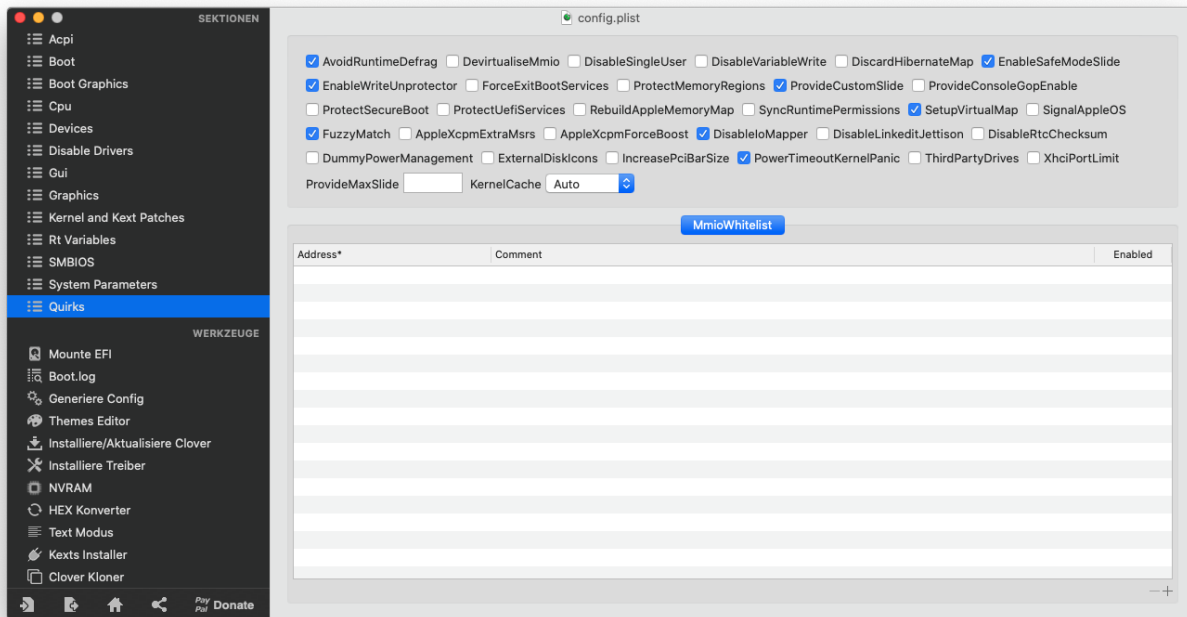 SEKTIONEN
Acpi
Boot
Boot Graphics
Cpu
Devices
Disable Drivers
Gui
Graphics
Kernel and Kext Patches
Rt Variables
SMBIOS
System Parameters
Quirks
WERKZEUGE
Mounte EFI
Boot.log
Generiere Config
Themes Editor
Installiere/Aktualisiere Clover
Installiere Treiber
NVRAM
HEX Konverter
Text Modus
Kexts Installer
Clover Kloner
Pay Pal Donate
config.plist
AvoidRuntimeDefrag DevirtualiseMmio DisableSingleUser DisableVariableWrite DiscardHibernateMap EnableSafeModeSlide
EnableWriteUnprotector ForceExitBootServices ProtectMemoryRegions ProvideCustomSlide ProvideConsoleGopEnable
ProtectSecureBoot ProtectUefiServices RebuildAppleMemoryMap SyncRuntimePermissions SetupVirtualMap SignalAppleOS
FuzzyMatch AppleXcpmExtraMsrs AppleXcpmForceBoost DisableIoMapper DisableLinkeditJettison DisableRtcChecksum
DummyPowerManagement ExternalDiskIcons IncreasePciBarSize PowerTimeoutKernelPanic ThirdPartyDrives XhciPortLimit
ProvideMaxSlide KernelCache Auto
MmioWhitelist
Address* Comment Enabled